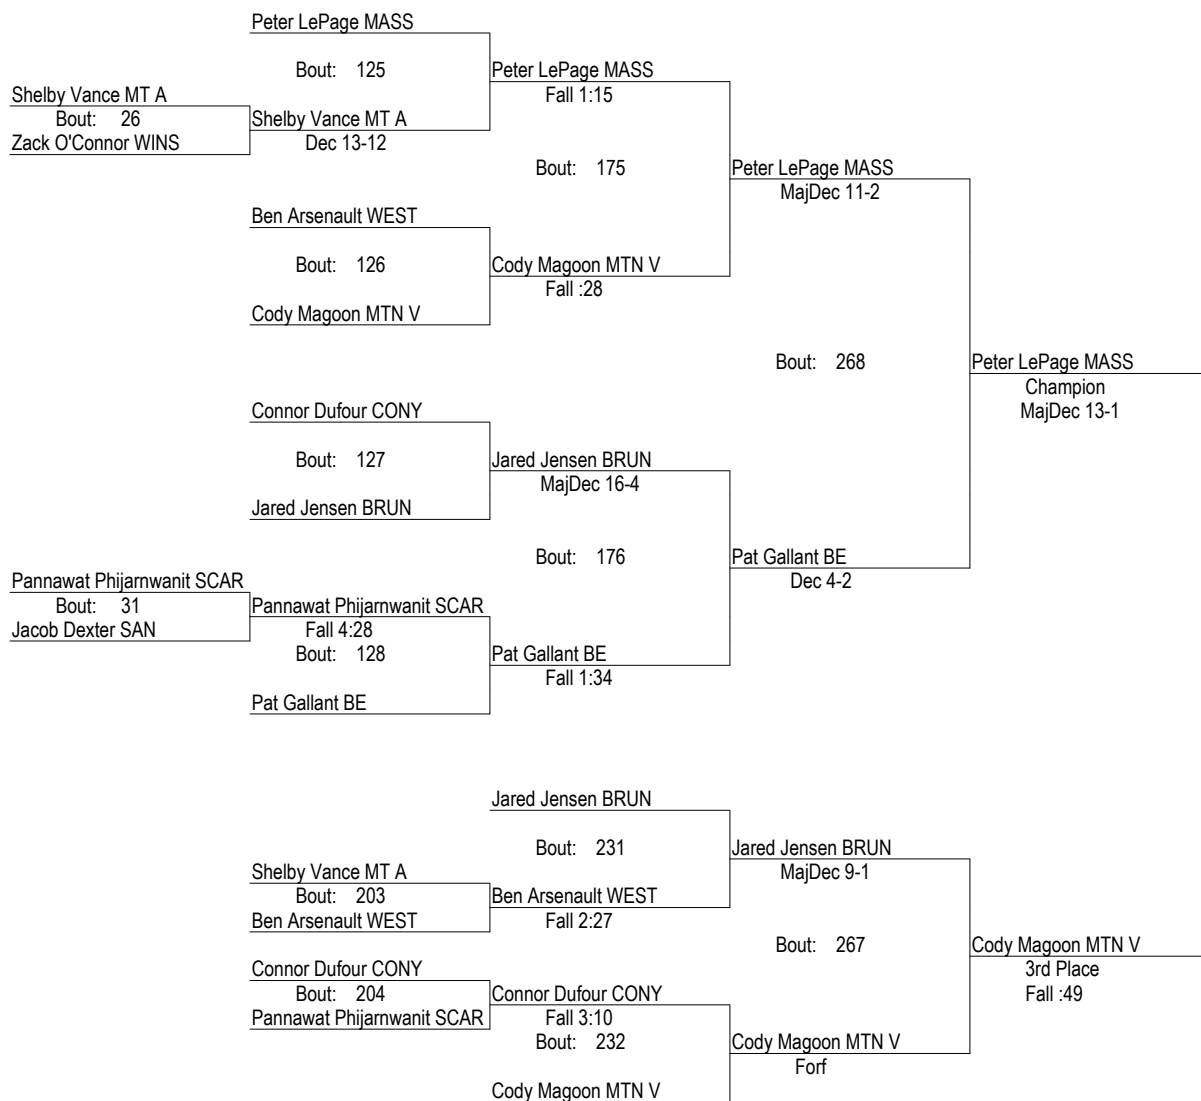 Peter LePage MASS
Bout: 125
Peter LePage MASS
Shelby Vance MT A
Fall 1:15
Bout: 26
Shelby Vance MT A
Zack O'Connor WINS
Dec 13-12
Bout: 175
Peter LePage MASS
MajDec 11-2
Ben Arsenault WEST
Bout: 126
Cody Magoon MTN V
Fall :28
Cody Magoon MTN V
Bout: 268
Peter LePage MASS
Champion
MajDec 13-1
Connor Dufour CONY
Bout: 127
Jared Jensen BRUN
MajDec 16-4
Jared Jensen BRUN
Bout: 176
Pat Gallant BE
Dec 4-2
Pannawat Phijarnwanit SCAR
Bout: 31
Pannawat Phijarnwanit SCAR
Jacob Dexter SAN
Fall 4:28
Bout: 128
Pat Gallant BE
Fall 1:34
Pat Gallant BE
Jared Jensen BRUN
Bout: 231
Jared Jensen BRUN
MajDec 9-1
Shelby Vance MT A
Bout: 203
Ben Arsenault WEST
Ben Arsenault WEST
Fall 2:27
Bout: 267
Cody Magoon MTN V
3rd Place
Fall :49
Connor Dufour CONY
Bout: 204
Connor Dufour CONY
Pannawat Phijarnwanit SCAR
Fall 3:10
Bout: 232
Cody Magoon MTN V
Forf
Cody Magoon MTN V